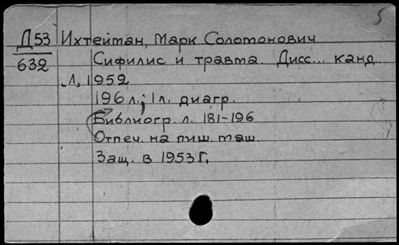 5
Д53 Ихтейман, Марк Соломонович
632 Сифилис и травма. Дисс... канд.
Л, 1952
196 л.; 1 л. диагр.
Библиогр. л. 181-196
Отпеч. на пиш. маш.
Защ. в 1953 г.